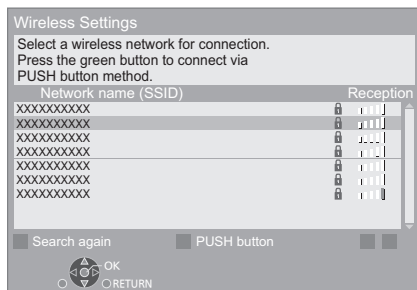 Wireless Settings
Select a wireless network for connection.
Press the green button to connect via
PUSH button method.
Network name (SSID) Reception
XXXXXXXXXX
XXXXXXXXXX
XXXXXXXXXX
XXXXXXXXXX
XXXXXXXXXX
XXXXXXXXXX
XXXXXXXXXX
Search again PUSH button
OK
RETURN